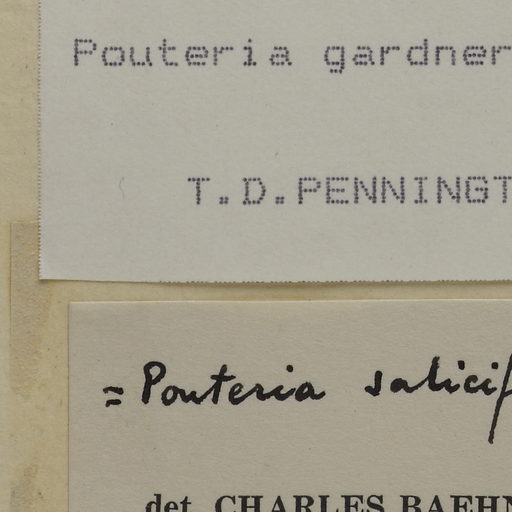 Pouteria gardner
T.D.PENNINGT
= Pouteria salicif
det. CHARLES BAEHN